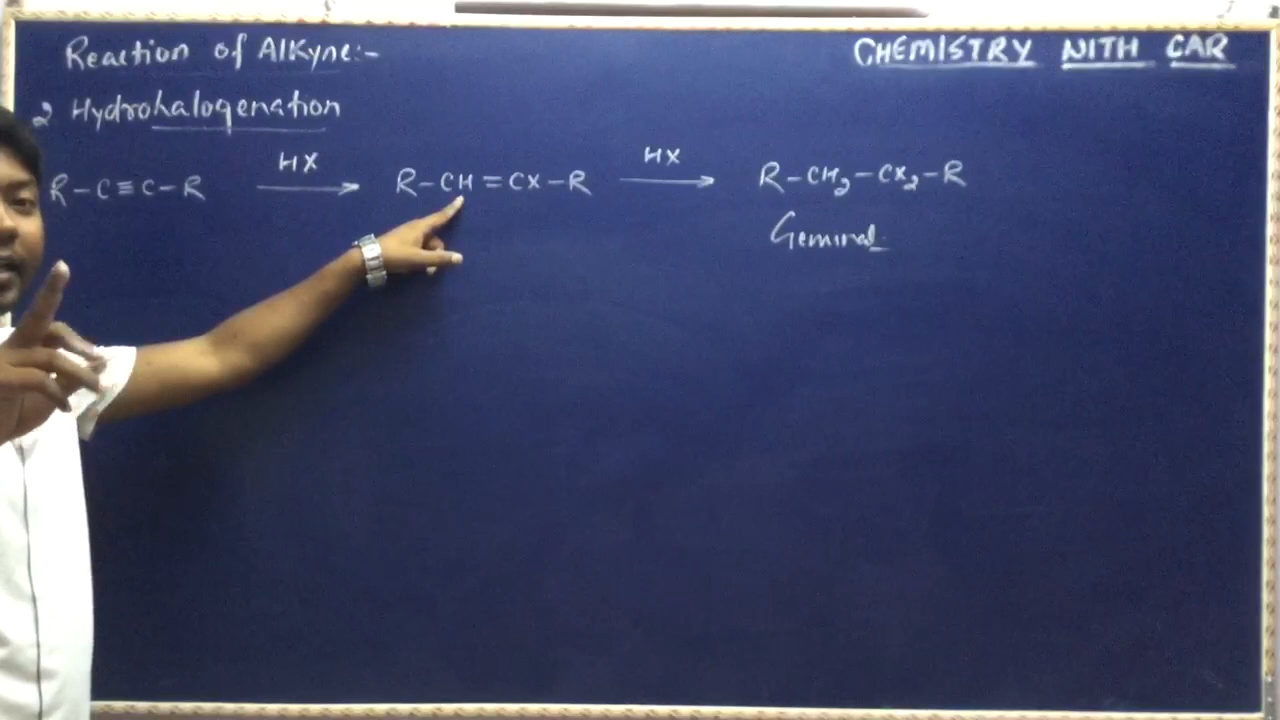 Reaction of Alkyne:-
CHEMISTRY WITH CAR
2 Hydrohalogenation
R-C≡C-R HX R-CH=CX-R HX R-CH₂-CX₂-R
Geminal